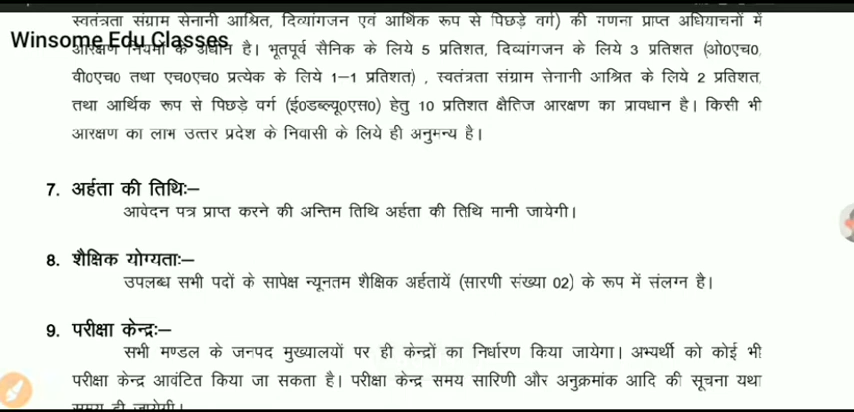 स्वतंत्रता संग्राम सेनानी आश्रित, दिव्यांगजन एवं आर्थिक रूप से पिछड़े वर्ग) की गणना प्राप्त अधियाचनों में
Winsome Edu Classes
आरक्षण नियमों के अधीन है। भूतपूर्व सैनिक के लिये 5 प्रतिशत, दिव्यांगजन के लिये 3 प्रतिशत (ओ0एच0,
वी0एच0 तथा एच0एच0 प्रत्येक के लिये 1–1 प्रतिशत) , स्वतंत्रता संग्राम सेनानी आश्रित के लिये 2 प्रतिशत,
तथा आर्थिक रूप से पिछड़े वर्ग (ई0डब्ल्यू0एस0) हेतु 10 प्रतिशत क्षैतिज आरक्षण का प्रावधान है। किसी भी
आरक्षण का लाभ उत्तर प्रदेश के निवासी के लिये ही अनुमन्य है।
7. अर्हता की तिथिः–
आवेदन पत्र प्राप्त करने की अन्तिम तिथि अर्हता की तिथि मानी जायेगी।
8. शैक्षिक योग्यताः–
उपलब्ध सभी पदों के सापेक्ष न्यूनतम शैक्षिक अर्हतायें (सारणी संख्या 02) के रूप में संलग्न है।
9. परीक्षा केन्द्रः–
सभी मण्डल के जनपद मुख्यालयों पर ही केन्द्रों का निर्धारण किया जायेगा। अभ्यर्थी को कोई भी
परीक्षा केन्द्र आवंटित किया जा सकता है। परीक्षा केन्द्र समय सारिणी और अनुक्रमांक आदि की सूचना यथा
समय दी जायेगी।